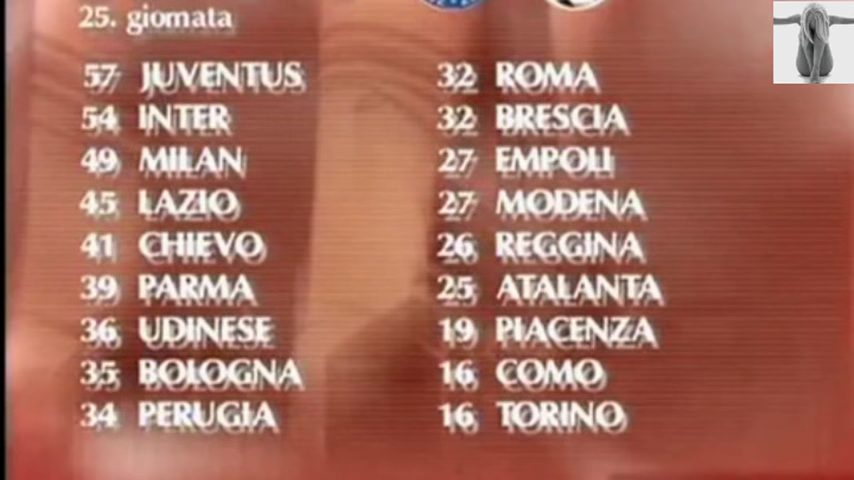 25. giornata
57 JUVENTUS
54 INTER
49 MILAN
45 LAZIO
41 CHIEVO
39 PARMA
36 UDINESE
35 BOLOGNA
34 PERUGIA
32 ROMA
32 BRESCIA
27 EMPOLI
27 MODENA
26 REGGINA
25 ATALANTA
19 PIACENZA
16 COMO
16 TORINO